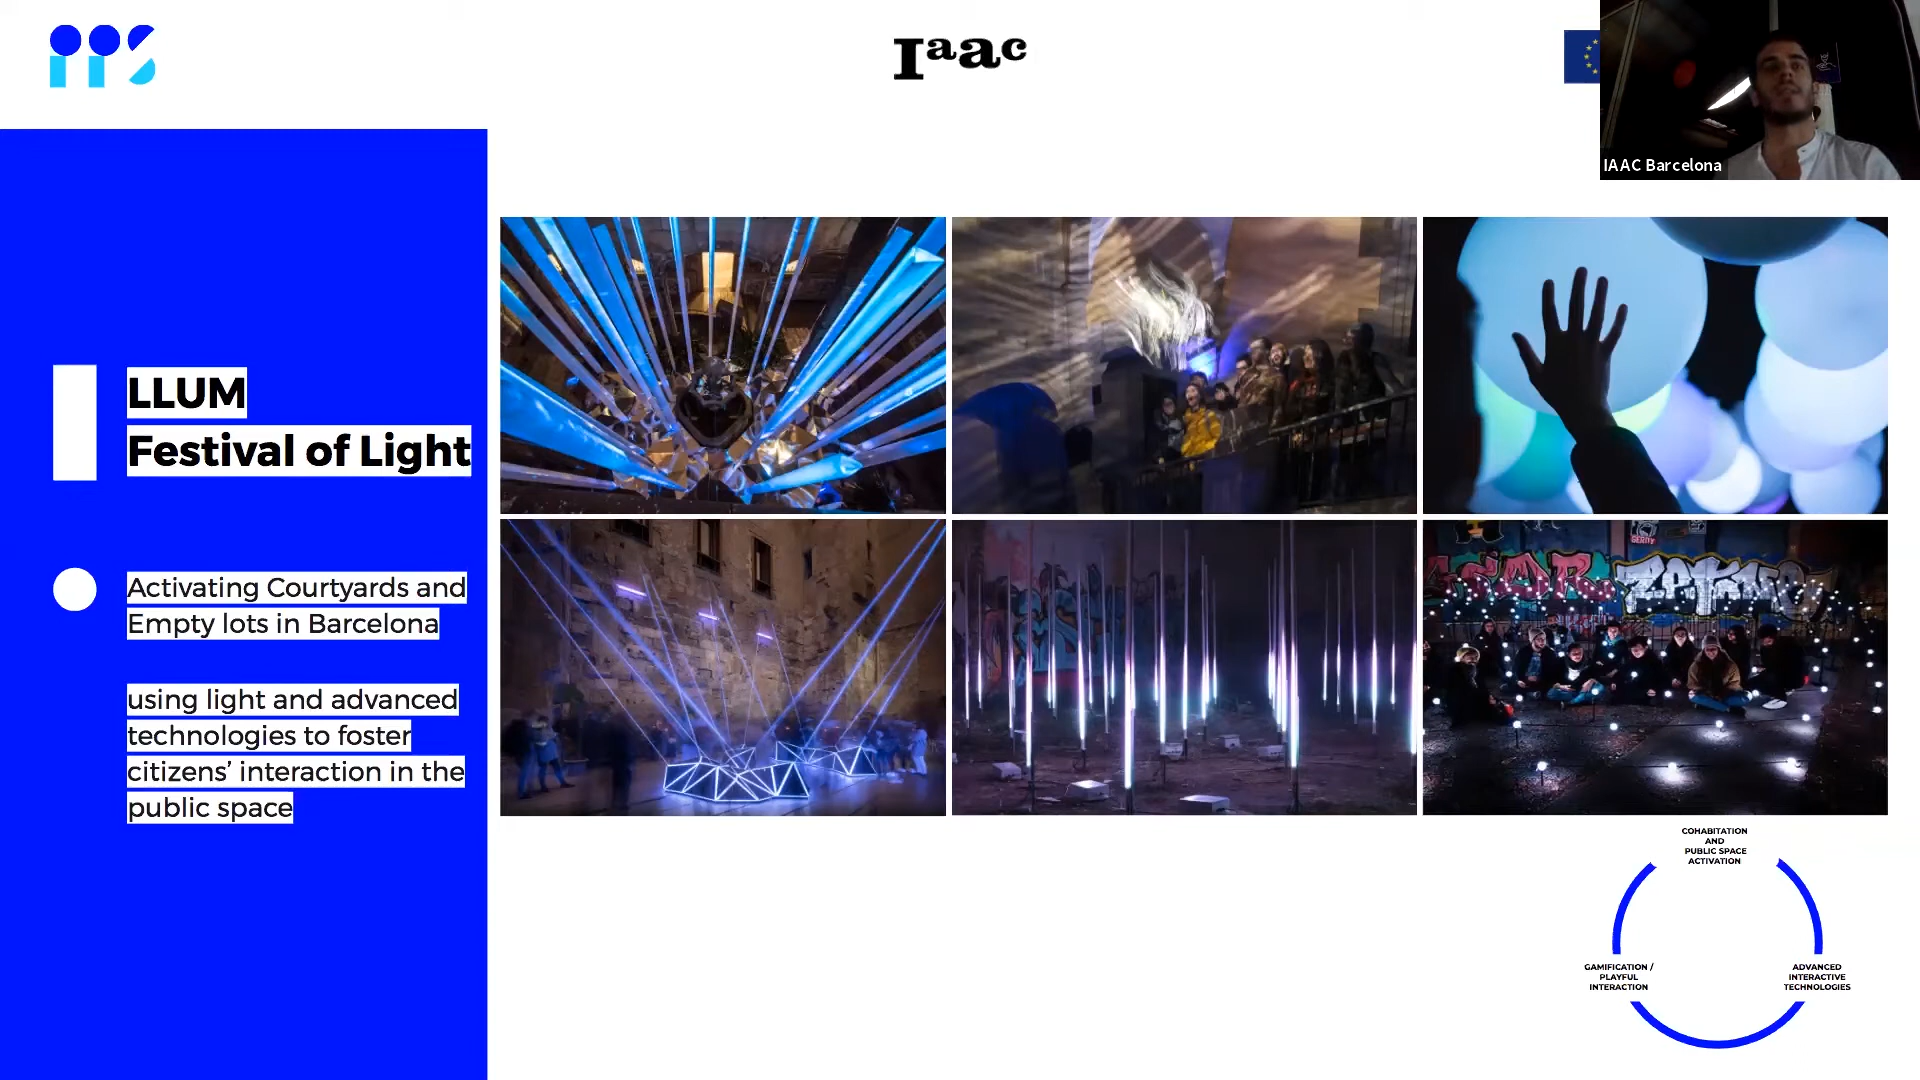 Iaac
IAAC Barcelona
LLUM
Festival of Light
Activating Courtyards and
Empty lots in Barcelona
using light and advanced
technologies to foster
citizens' interaction in the
public space
COHABITATION
AND
PUBLIC SPACE
ACTIVATION
GAMIFICATION /
PLAYFUL
INTERACTION
ADVANCED
INTERACTIVE
TECHNOLOGIES